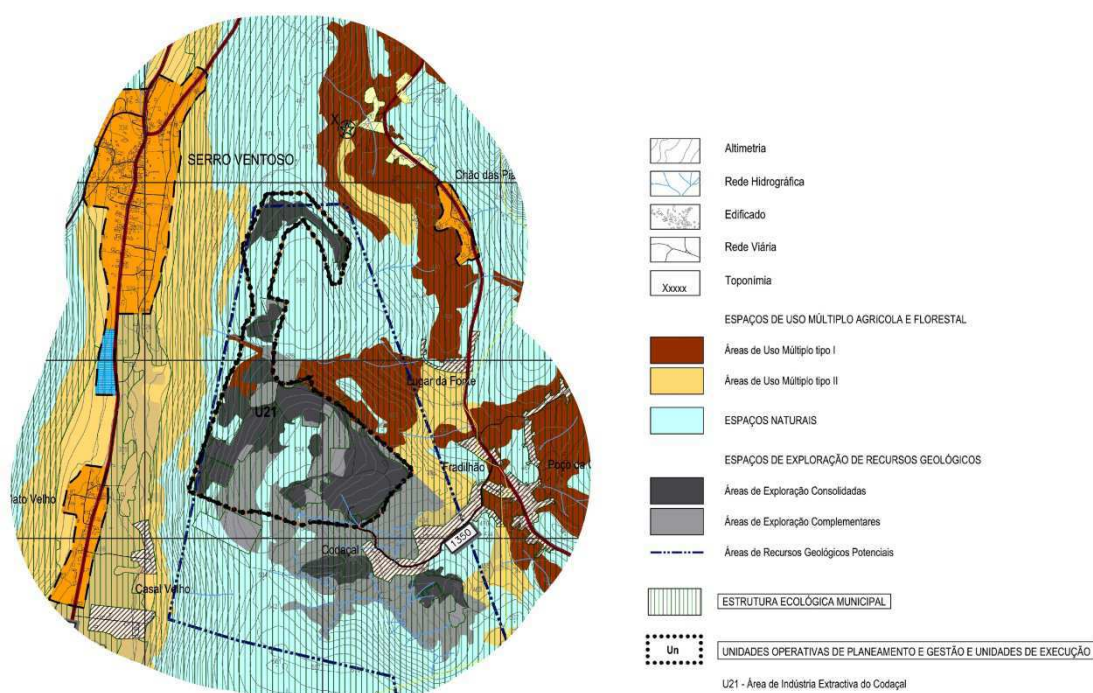 X
SERRO VENTOSO
Chão das Pi
Lugar da Forte
U21
Fradilhão
Poço da
ato Velho
1350
Codaçal
Casal Velho
Altimetria
Rede Hidrográfica
Edificado
Rede Viária
Xxxxx
Toponímia
ESPAÇOS DE USO MÚLTIPLO AGRICOLA E FLORESTAL
Áreas de Uso Múltiplo tipo I
Áreas de Uso Múltiplo tipo II
ESPAÇOS NATURAIS
ESPAÇOS DE EXPLORAÇÃO DE RECURSOS GEOLÓGICOS
Áreas de Exploração Consolidadas
Áreas de Exploração Complementares
Áreas de Recursos Geológicos Potenciais
ESTRUTURA ECOLÓGICA MUNICIPAL
Un
UNIDADES OPERATIVAS DE PLANEAMENTO E GESTÃO E UNIDADES DE EXECUÇÃO
U21 - Área de Indústria Extractiva do Codaçal